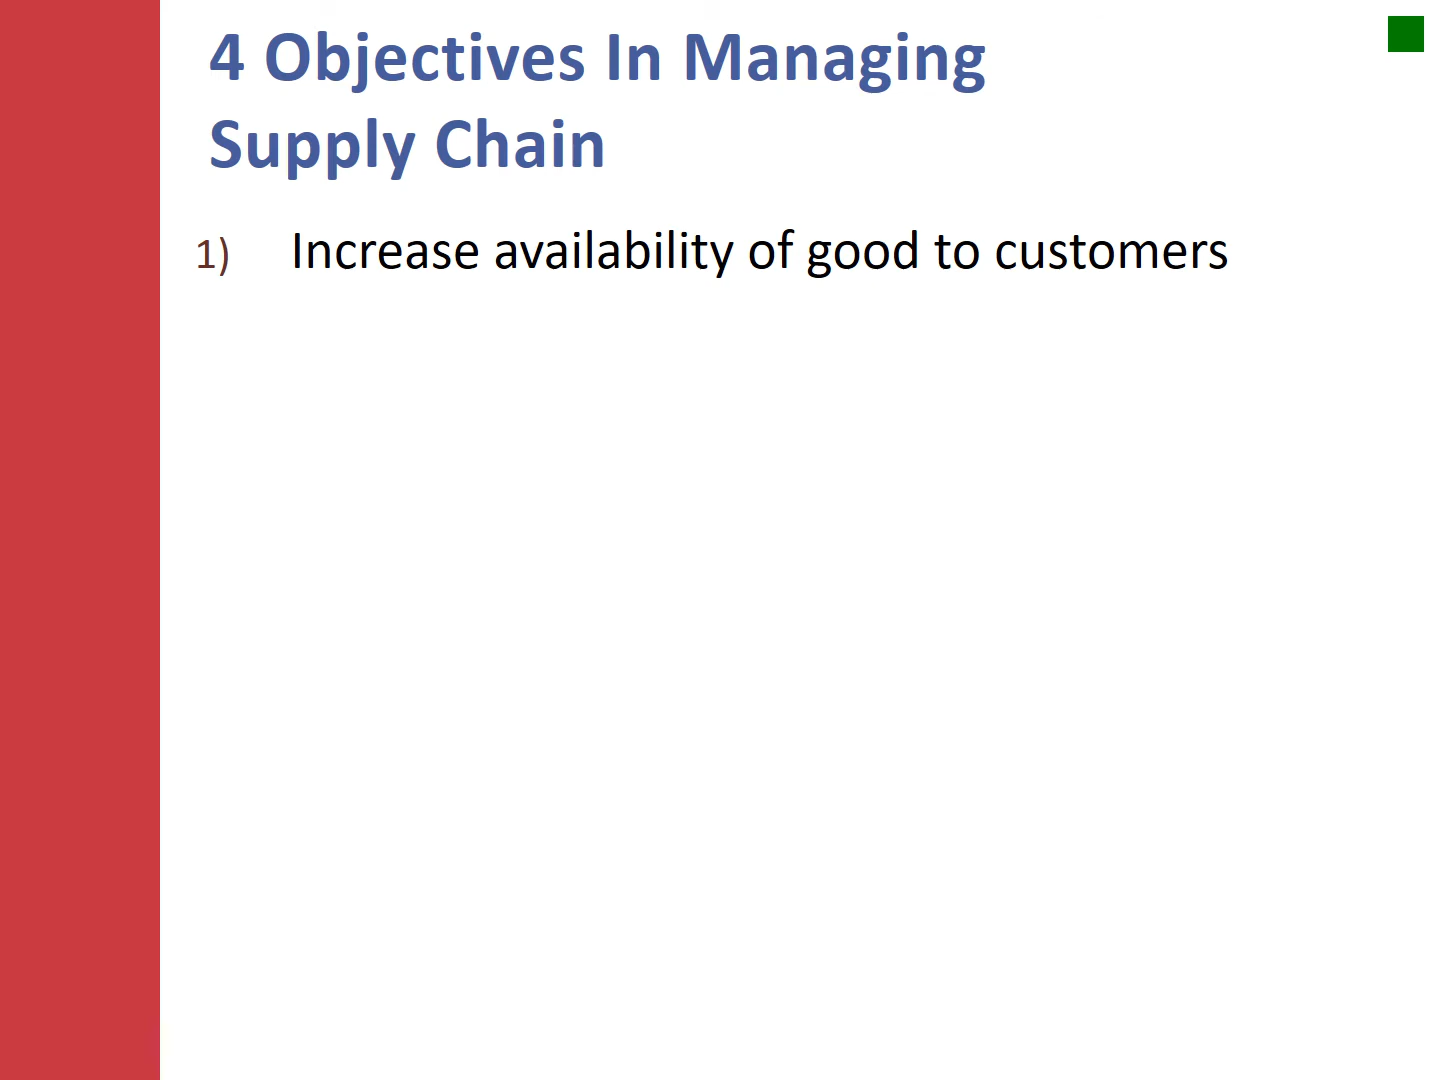 4 Objectives In Managing
Supply Chain
1) Increase availability of good to customers